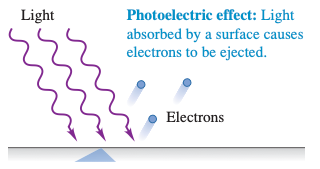 Light
Photoelectric effect: Light
absorbed by a surface causes
electrons to be ejected.
Electrons